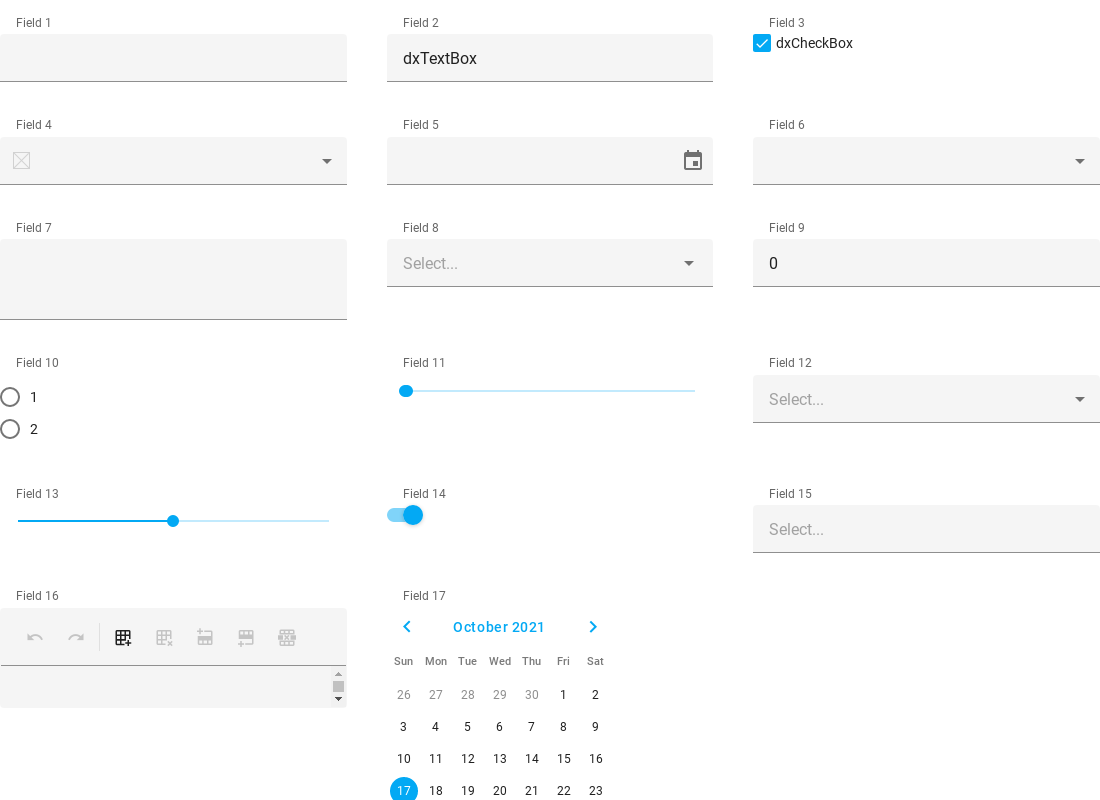 Field 1
Field 2
Field 3
dxTextBox
dxCheckBox
Field 4
Field 5
Field 6
Field 7
Field 8
Field 9
Select...
0
Field 10
Field 11
Field 12
1
2
Select...
Field 13
Field 14
Field 15
Select...
Field 16
Field 17
October 2021
Sun Mon Tue Wed Thu Fri Sat
26 27 28 29 30 1 2
3 4 5 6 7 8 9
10 11 12 13 14 15 16
17 18 19 20 21 22 23